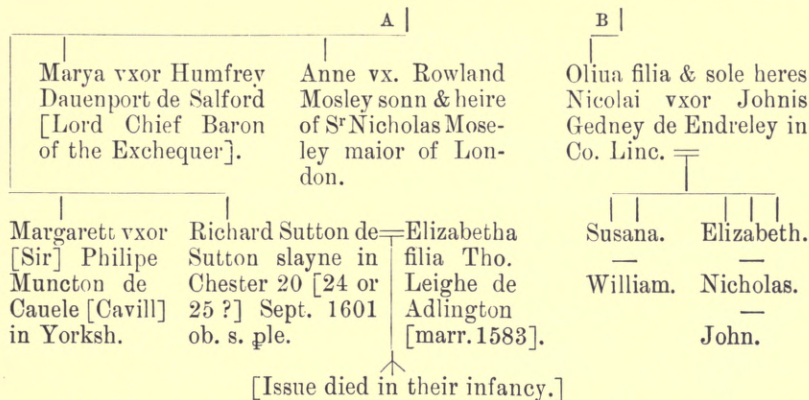 A
B
Marya vxor Humfrey
Dauenport de Salford
[Lord Chief Baron
of the Exchequer].
Anne vx. Rowland
Mosley sonn & heire
of Sʳ Nicholas Mose-
ley maior of Lon-
don.
Oliua filia & sole heres
Nicolai vxor Johnis
Gedney de Endreley in
Co. Linc.
Margarett vxor
[Sir] Philipe
Muncton de
Cauele [Cavill]
in Yorksh.
Richard Sutton de
Sutton slayne in
Chester 20 [24 or
25 ?] Sept. 1601
ob. s. ꝑle.
Elizabetha
filia Tho.
Leighe de
Adlington
[marr. 1583].
[Issue died in their infancy.]
Susana.
William.
Elizabeth.
Nicholas.
John.